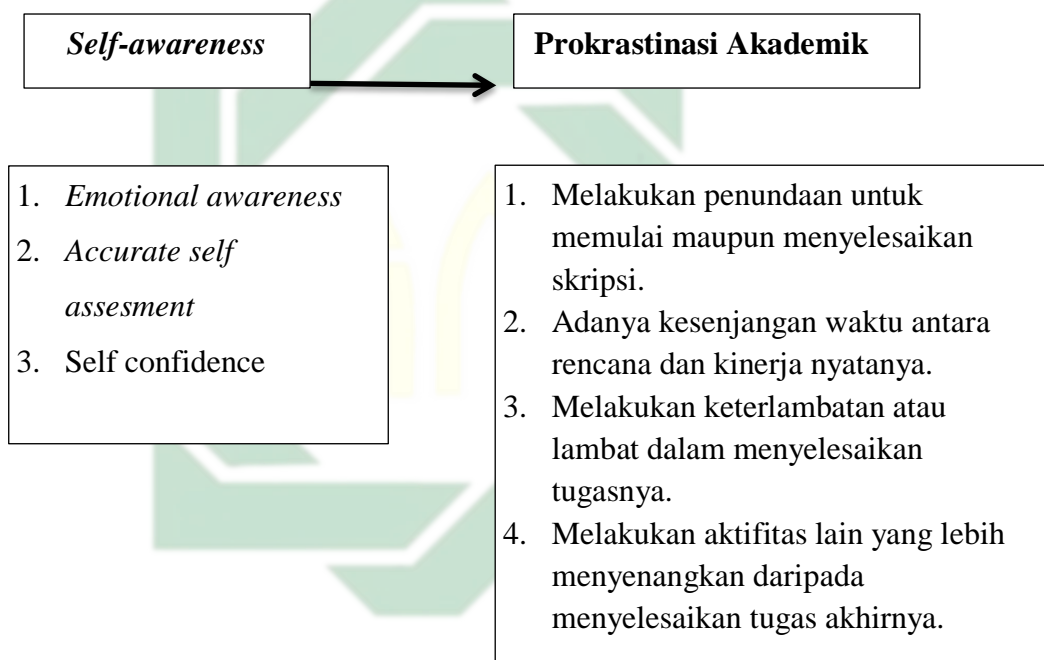 Self-awareness
Prokrastinasi Akademik
1. Emotional awareness
2. Accurate self
assesment
3. Self confidence
1. Melakukan penundaan untuk
memulai maupun menyelesaikan
skripsi.
2. Adanya kesenjangan waktu antara
rencana dan kinerja nyatanya.
3. Melakukan keterlambatan atau
lambat dalam menyelesaikan
tugasnya.
4. Melakukan aktifitas lain yang lebih
menyenangkan daripada
menyelesaikan tugas akhirnya.